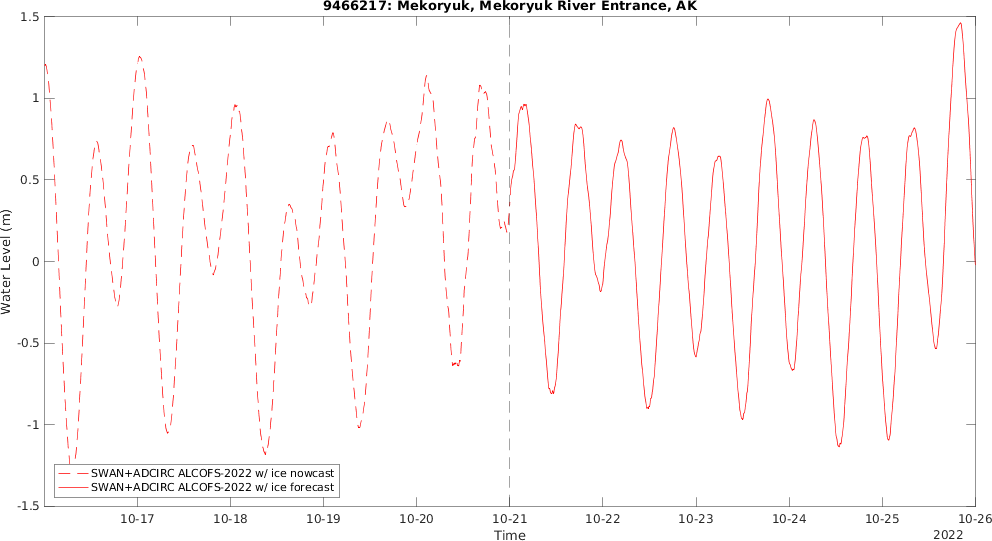 9466217: Mekoryuk, Mekoryuk River Entrance, AK
1.5
1
0.5
0
-0.5
-1
-1.5
Water Level (m)
SWAN+ADCIRC ALCOFS-2022 w/ ice nowcast
SWAN+ADCIRC ALCOFS-2022 w/ ice forecast
10-17 10-18 10-19 10-20 10-21 10-22 10-23 10-24 10-25 10-26
Time
2022